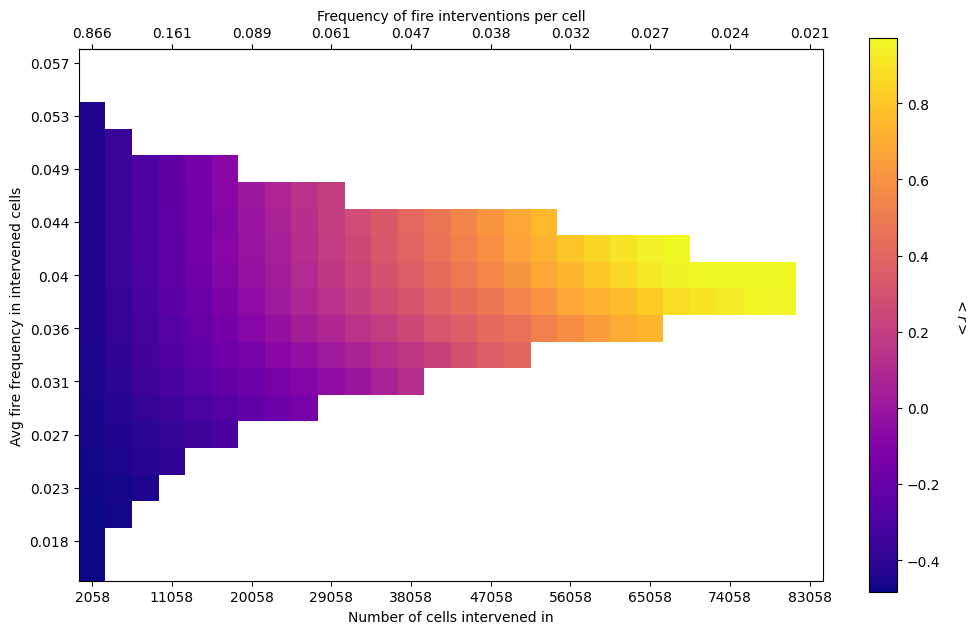 Frequency of fire interventions per cell
0.866 0.161 0.089 0.061 0.047 0.038 0.032 0.027 0.024 0.021
0.057
0.053
0.049
0.044
0.04
0.036
0.031
0.027
0.023
0.018
Avg fire frequency in intervened cells
2058 11058 20058 29058 38058 47058 56058 65058 74058 83058
Number of cells intervened in
0.8
0.6
0.4
0.2
0.0
−0.2
−0.4
< r >